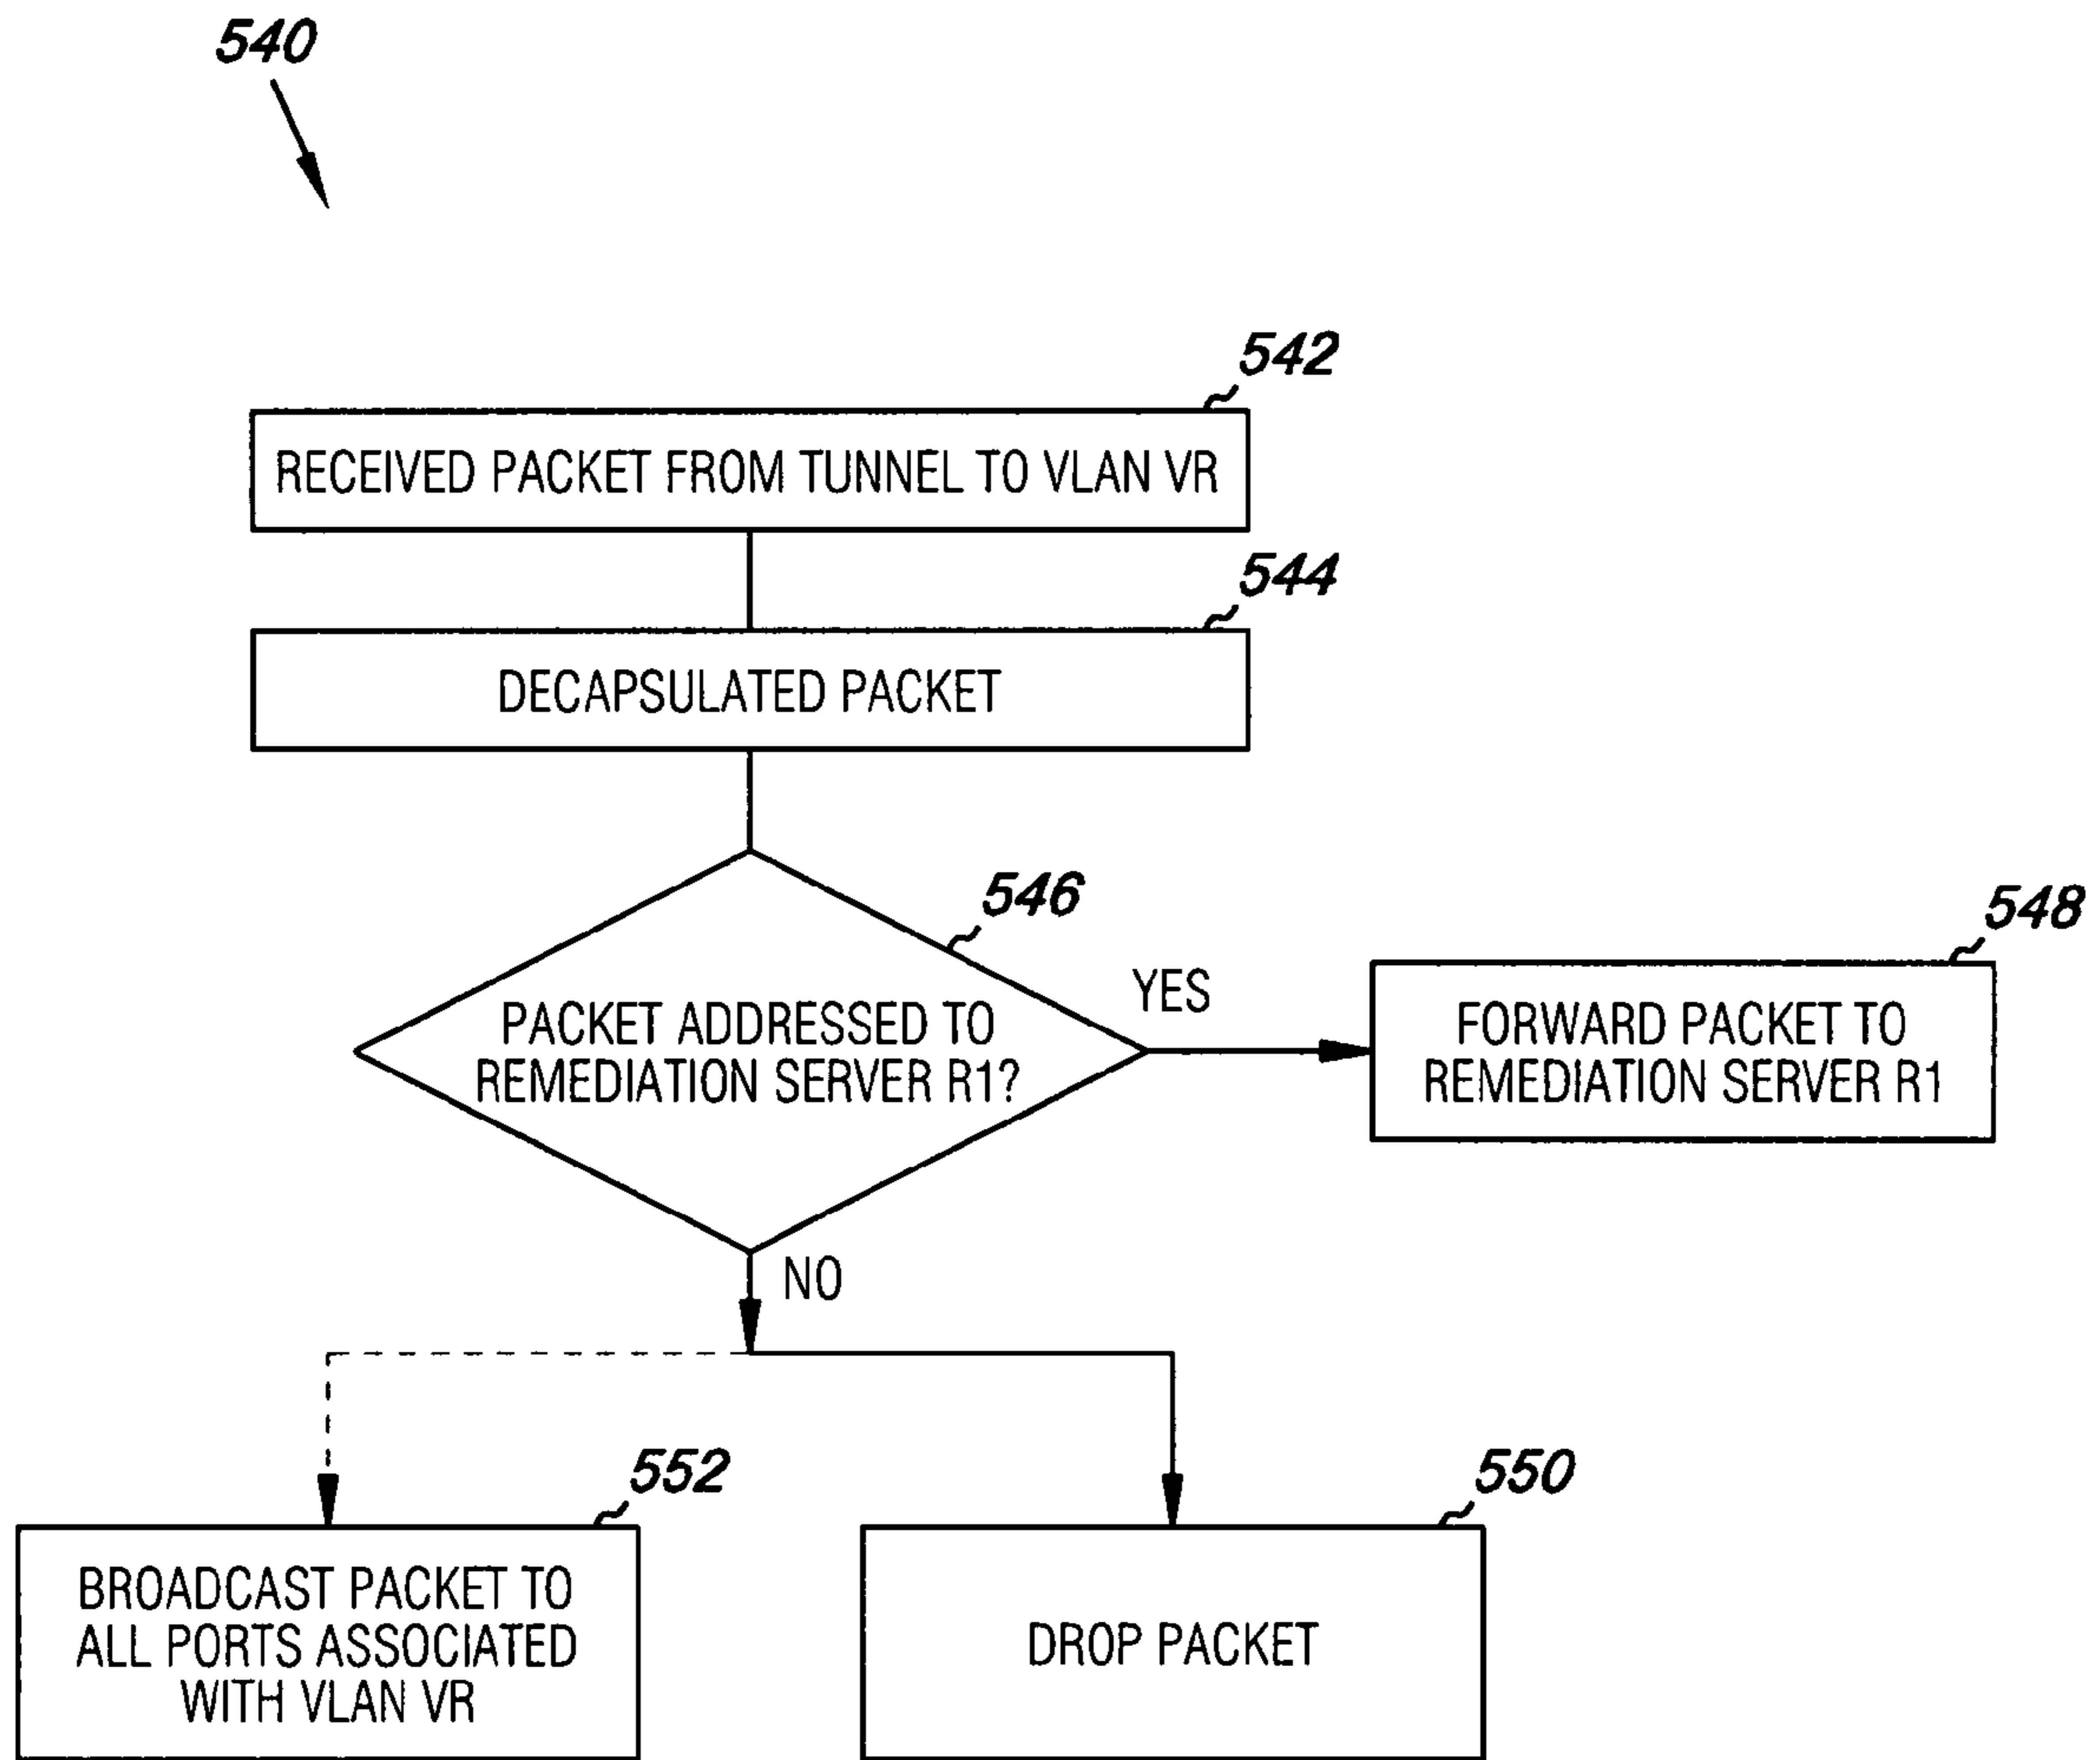 540
542
RECEIVED PACKET FROM TUNNEL TO VLAN VR
544
DECAPSULATED PACKET
546
PACKET ADDRESSED TO
REMEDIATION SERVER R1?
YES
548
FORWARD PACKET TO
REMEDIATION SERVER R1
NO
552
BROADCAST PACKET TO
ALL PORTS ASSOCIATED
WITH VLAN VR
550
DROP PACKET